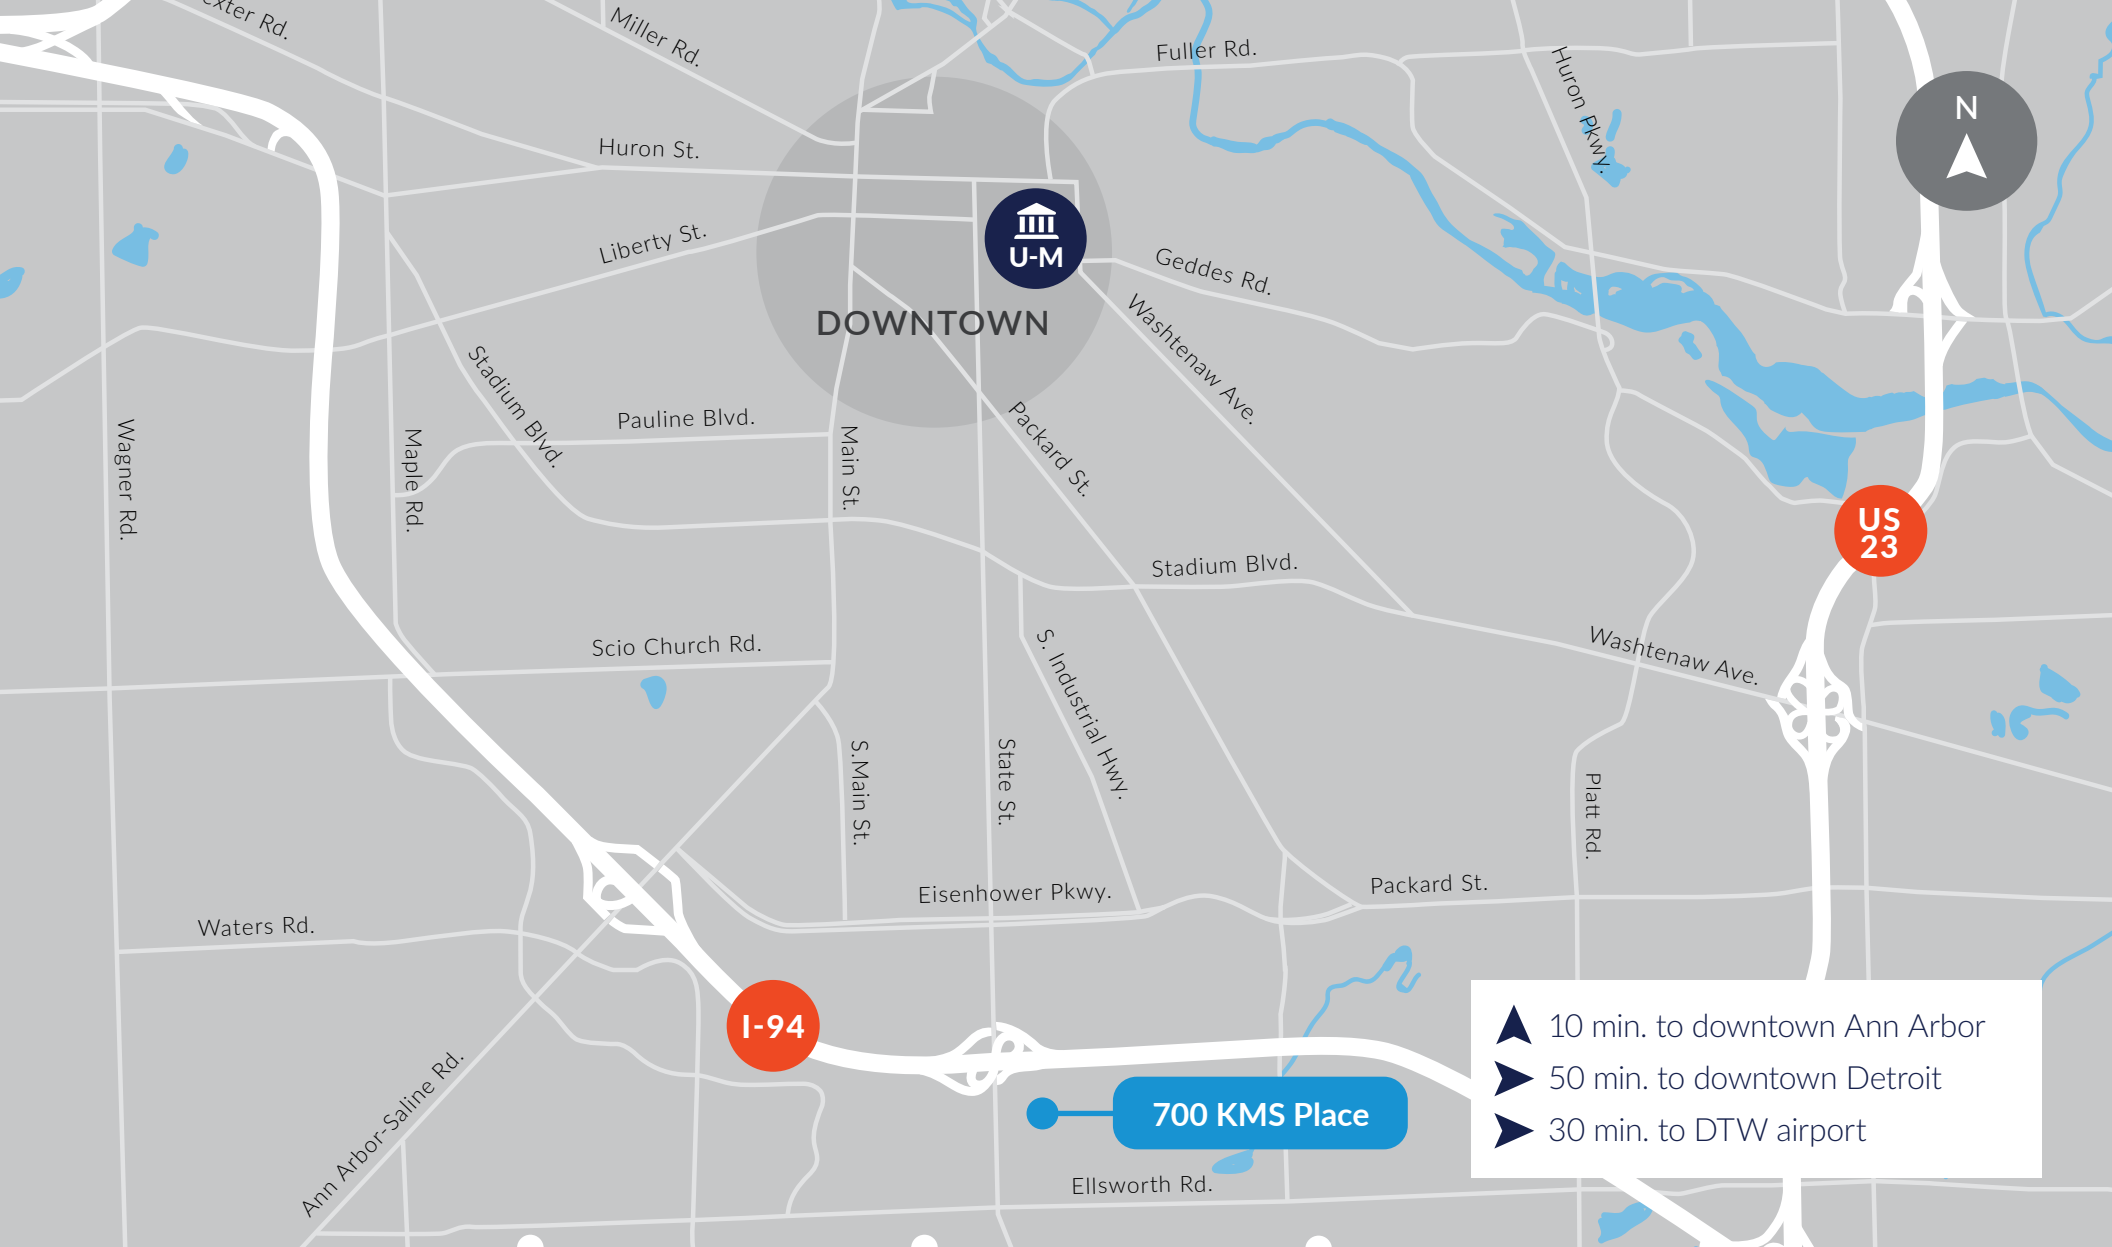 Miller Rd.
Fuller Rd.
Huron Pkwy.
N
Huron St.
Liberty St.
U-M
Geddes Rd.
DOWNTOWN
Washtenaw Ave.
Stadium Blvd.
Wagner Rd.
Maple Rd.
Pauline Blvd.
Main St.
Packard St.
US
23
Stadium Blvd.
Scio Church Rd.
S. Industrial Hwy.
Washtenaw Ave.
S.Main St.
State St.
Platt Rd.
Eisenhower Pkwy.
Packard St.
Waters Rd.
I-94
10 min. to downtown Ann Arbor
50 min. to downtown Detroit
30 min. to DTW airport
700 KMS Place
Ann Arbor-Saline Rd.
Ellsworth Rd.